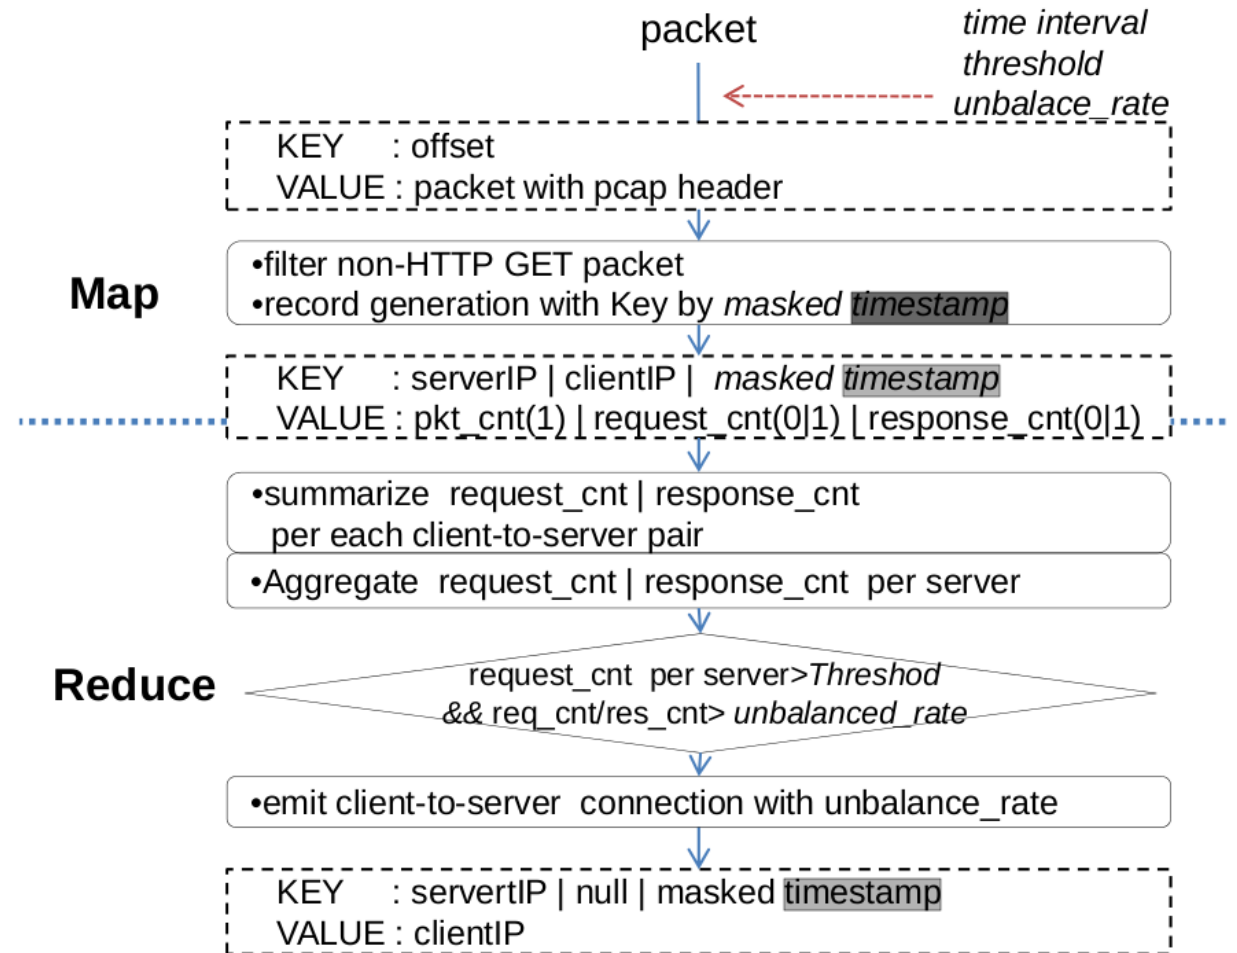 packet
time interval
threshold
unbalace_rate
KEY : offset
VALUE : packet with pcap header
Map
•filter non-HTTP GET packet
•record generation with Key by masked timestamp
KEY : serverIP | clientIP | masked timestamp
VALUE : pkt_cnt(1) | request_cnt(0|1) | response_cnt(0|1)
•summarize request_cnt | response_cnt
per each client-to-server pair
•Aggregate request_cnt | response_cnt per server
Reduce
request_cnt per server>Threshod
&& req_cnt/res_cnt> unbalanced_rate
•emit client-to-server connection with unbalance_rate
KEY : servertIP | null | masked timestamp
VALUE : clientIP